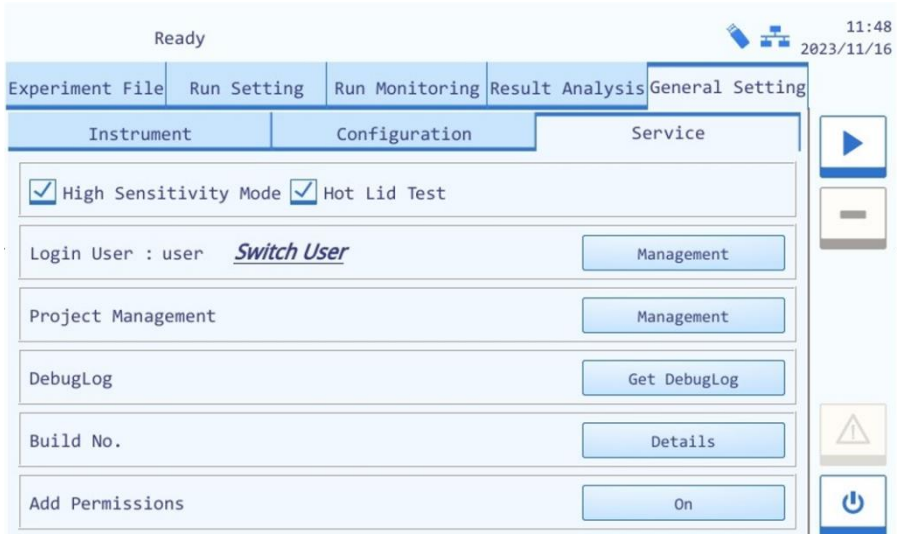 Ready
11:48
2023/11/16
Experiment File Run Setting Run Monitoring Result Analysis General Setting
Instrument Configuration Service
High Sensitivity Mode Hot Lid Test
Login User : user Switch User Management
Project Management Management
DebugLog Get DebugLog
Build No. Details
Add Permissions On